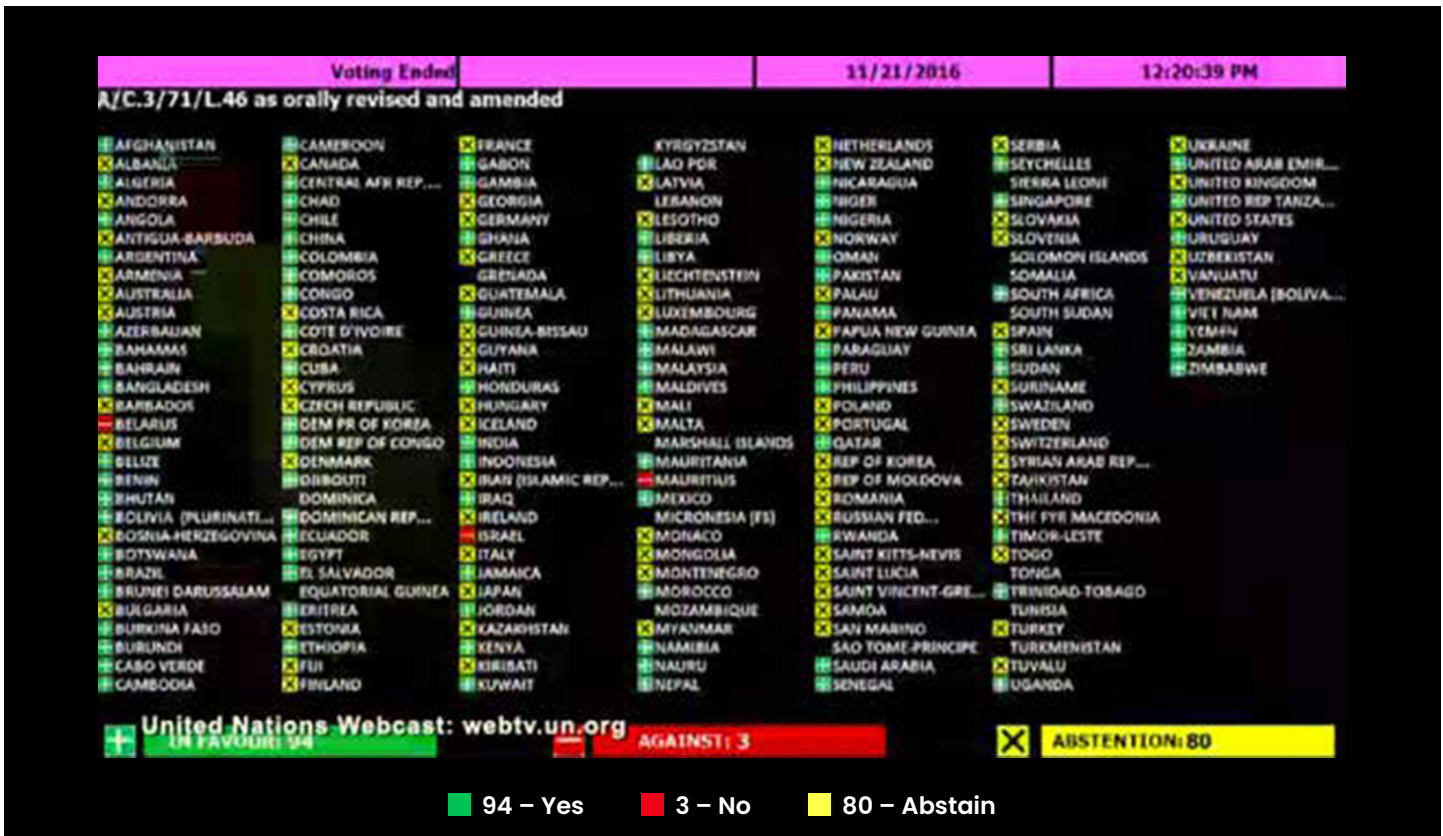 Voting Ended 11/21/2016 12:20:39 PM
A/C.3/71/L.46 as orally revised and amended
AFGHANISTAN CAMEROON FRANCE KYRGYZSTAN NETHERLANDS SERBIA UKRAINE
ALBANIA CANADA GABON LAO PDR NEW ZEALAND SEYCHELLES UNITED ARAB EMIR...
ALGERIA CENTRAL AFR REP.... GAMBIA LATVIA NICARAGUA SIERRA LEONE UNITED KINGDOM
ANDORRA CHAD GEORGIA LEBANON NIGER SINGAPORE UNITED REP TANZA...
ANGOLA CHILE GERMANY LESOTHO NIGERIA SLOVAKIA UNITED STATES
ANTIGUA-BARBUDA CHINA GHANA LIBERIA NORWAY SLOVENIA URUGUAY
ARGENTINA COLOMBIA GREECE LIBYA OMAN SOLOMON ISLANDS UZBEKISTAN
ARMENIA COMOROS GRENADA LIECHTENSTEIN PAKISTAN SOMALIA VANUATU
AUSTRALIA CONGO GUATEMALA LITHUANIA PALAU SOUTH AFRICA VENEZUELA (BOLIVA...
AUSTRIA COSTA RICA GUINEA LUXEMBOURG PANAMA SOUTH SUDAN VIET NAM
AZERBAIJAN COTE D'IVOIRE GUINEA-BISSAU MADAGASCAR PAPUA NEW GUINEA SPAIN YEMEN
BAHAMAS CROATIA GUYANA MALAWI PARAGUAY SRI LANKA ZAMBIA
BAHRAIN CUBA HAITI MALAYSIA PERU SUDAN ZIMBABWE
BANGLADESH CYPRUS HONDURAS MALDIVES PHILIPPINES SURINAME
BARBADOS CZECH REPUBLIC HUNGARY MALI POLAND SWAZILAND
BELARUS DEM PR OF KOREA ICELAND MALTA PORTUGAL SWEDEN
BELGIUM DEM REP OF CONGO INDIA MARSHALL ISLANDS QATAR SWITZERLAND
BELIZE DENMARK INDONESIA MAURITANIA REP OF KOREA SYRIAN ARAB REP...
BENIN DJIBOUTI IRAN (ISLAMIC REP... MAURITIUS REP OF MOLDOVA TAJIKISTAN
BHUTAN DOMINICA IRAQ MEXICO ROMANIA THAILAND
BOLIVIA (PLURINATI... DOMINICAN REP... IRELAND MICRONESIA (FS) RUSSIAN FED... THE FYR MACEDONIA
BOSNIA-HERZEGOVINA ECUADOR ISRAEL MONACO RWANDA TIMOR-LESTE
BOTSWANA EGYPT ITALY MONGOLIA SAINT KITTS-NEVIS TOGO
BRAZIL EL SALVADOR JAMAICA MONTENEGRO SAINT LUCIA TONGA
BRUNEI DARUSSALAM EQUATORIAL GUINEA JAPAN MOROCCO SAINT VINCENT-GRE... TRINIDAD-TOBAGO
BULGARIA ERITREA JORDAN MOZAMBIQUE SAMOA TUNISIA
BURKINA FASO ESTONIA KAZAKHSTAN MYANMAR SAN MARINO TURKEY
BURUNDI ETHIOPIA KENYA NAMIBIA SAO TOME-PRINCIPE TURKMENISTAN
CABO VERDE FIJI KIRIBATI NAURU SAUDI ARABIA TUVALU
CAMBODIA FINLAND KUWAIT NEPAL SENEGAL UGANDA
United Nations Webcast: webtv.un.org
IN FAVOUR: 94 AGAINST: 3 ABSTENTION: 80
94 – Yes 3 – No 80 – Abstain